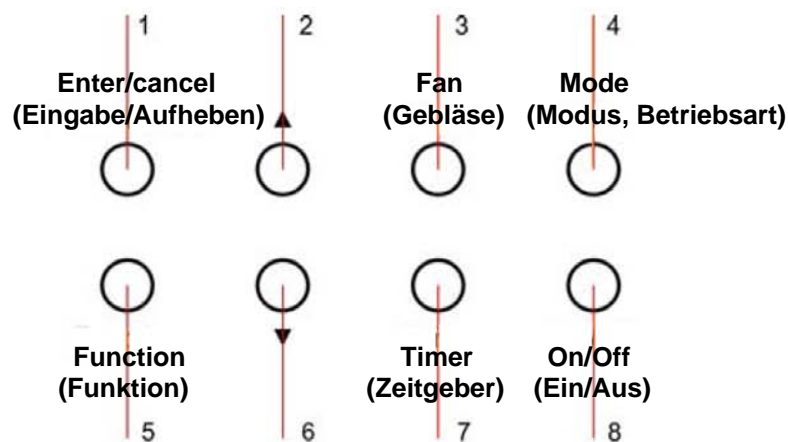 1 2 3 4
Enter/cancel Fan Mode
(Eingabe/Aufheben) (Gebläse) (Modus, Betriebsart)
Function Timer On/Off
(Funktion) (Zeitgeber) (Ein/Aus)
5 6 7 8